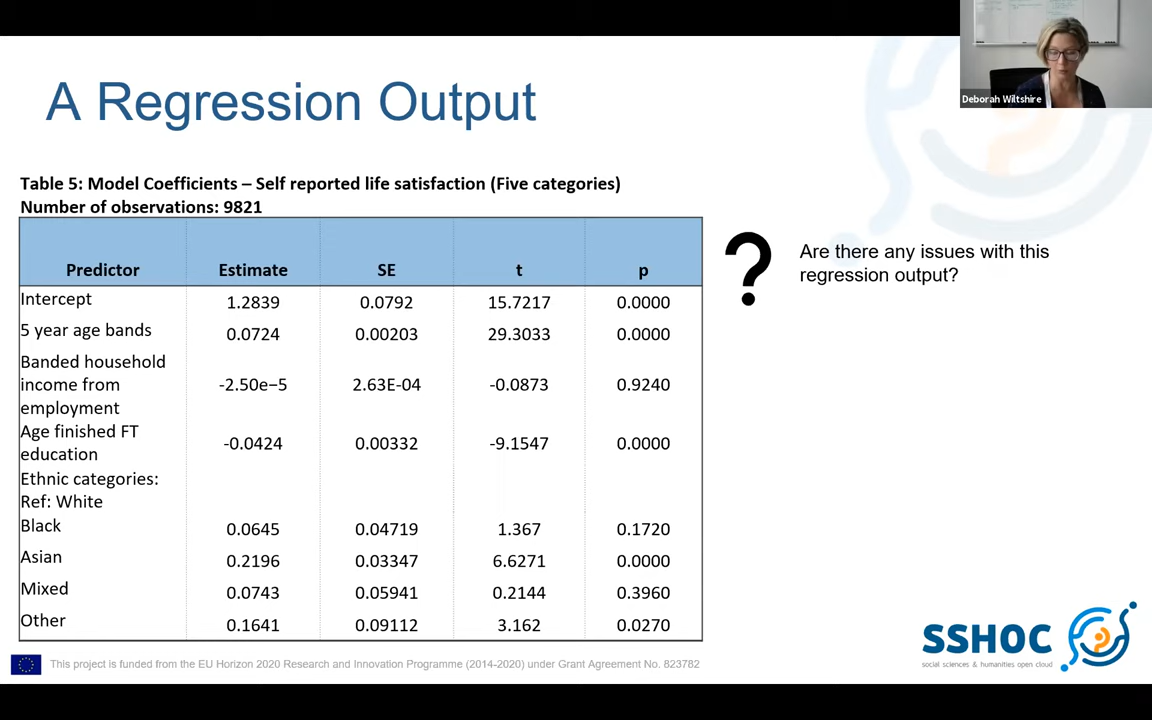 Deborah Wiltshire
A Regression Output
Table 5: Model Coefficients – Self reported life satisfaction (Five categories)
Number of observations: 9821
Predictor Estimate SE t p
Intercept 1.2839 0.0792 15.7217 0.0000
5 year age bands 0.0724 0.00203 29.3033 0.0000
Banded household
income from -2.50e−5 2.63E-04 -0.0873 0.9240
employment
Age finished FT
education -0.0424 0.00332 -9.1547 0.0000
Ethnic categories:
Ref: White
Black 0.0645 0.04719 1.367 0.1720
Asian 0.2196 0.03347 6.6271 0.0000
Mixed 0.0743 0.05941 0.2144 0.3960
Other 0.1641 0.09112 3.162 0.0270
?
Are there any issues with this
regression output?
SSHOC
social sciences & humanities open cloud
This project is funded from the EU Horizon 2020 Research and Innovation Programme (2014-2020) under Grant Agreement No. 823782